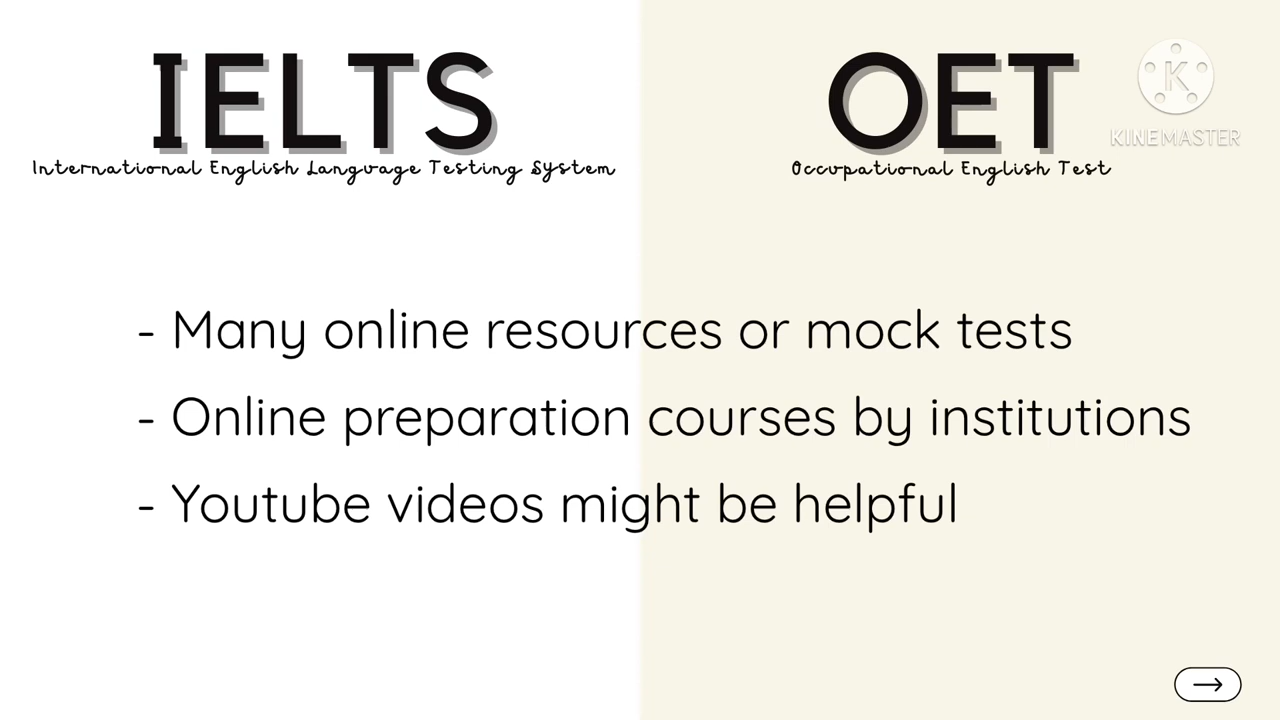 IELTS
International English Language Testing System
OET
Occupational English Test
K
KINEMASTER
- Many online resources or mock tests
- Online preparation courses by institutions
- Youtube videos might be helpful